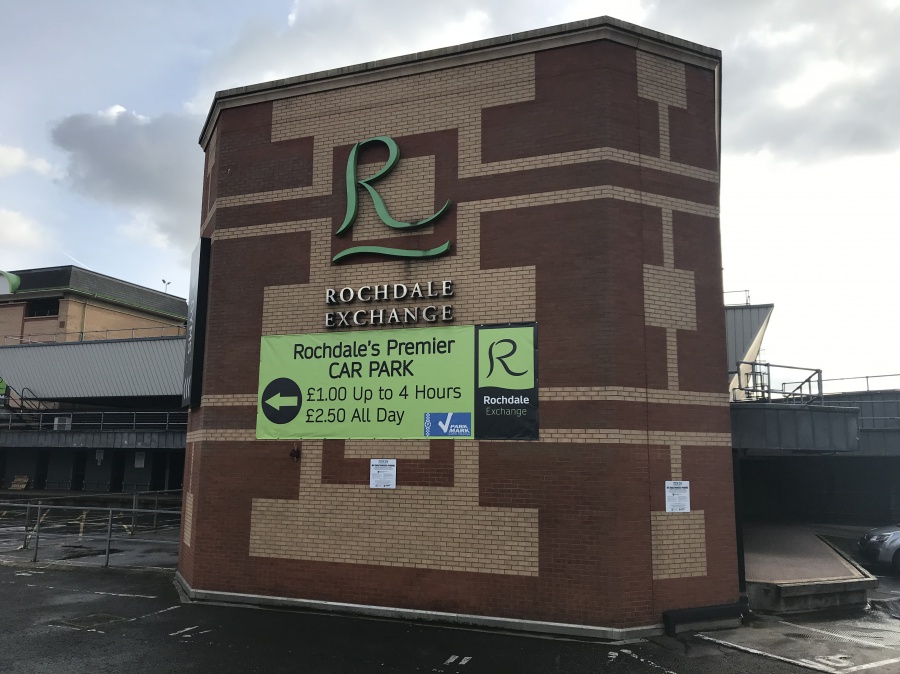 R
ROCHDALE
EXCHANGE
Rochdale's Premier
CAR PARK
£1.00 Up to 4 Hours
£2.50 All Day
PARK
MARK
R
Rochdale
Exchange